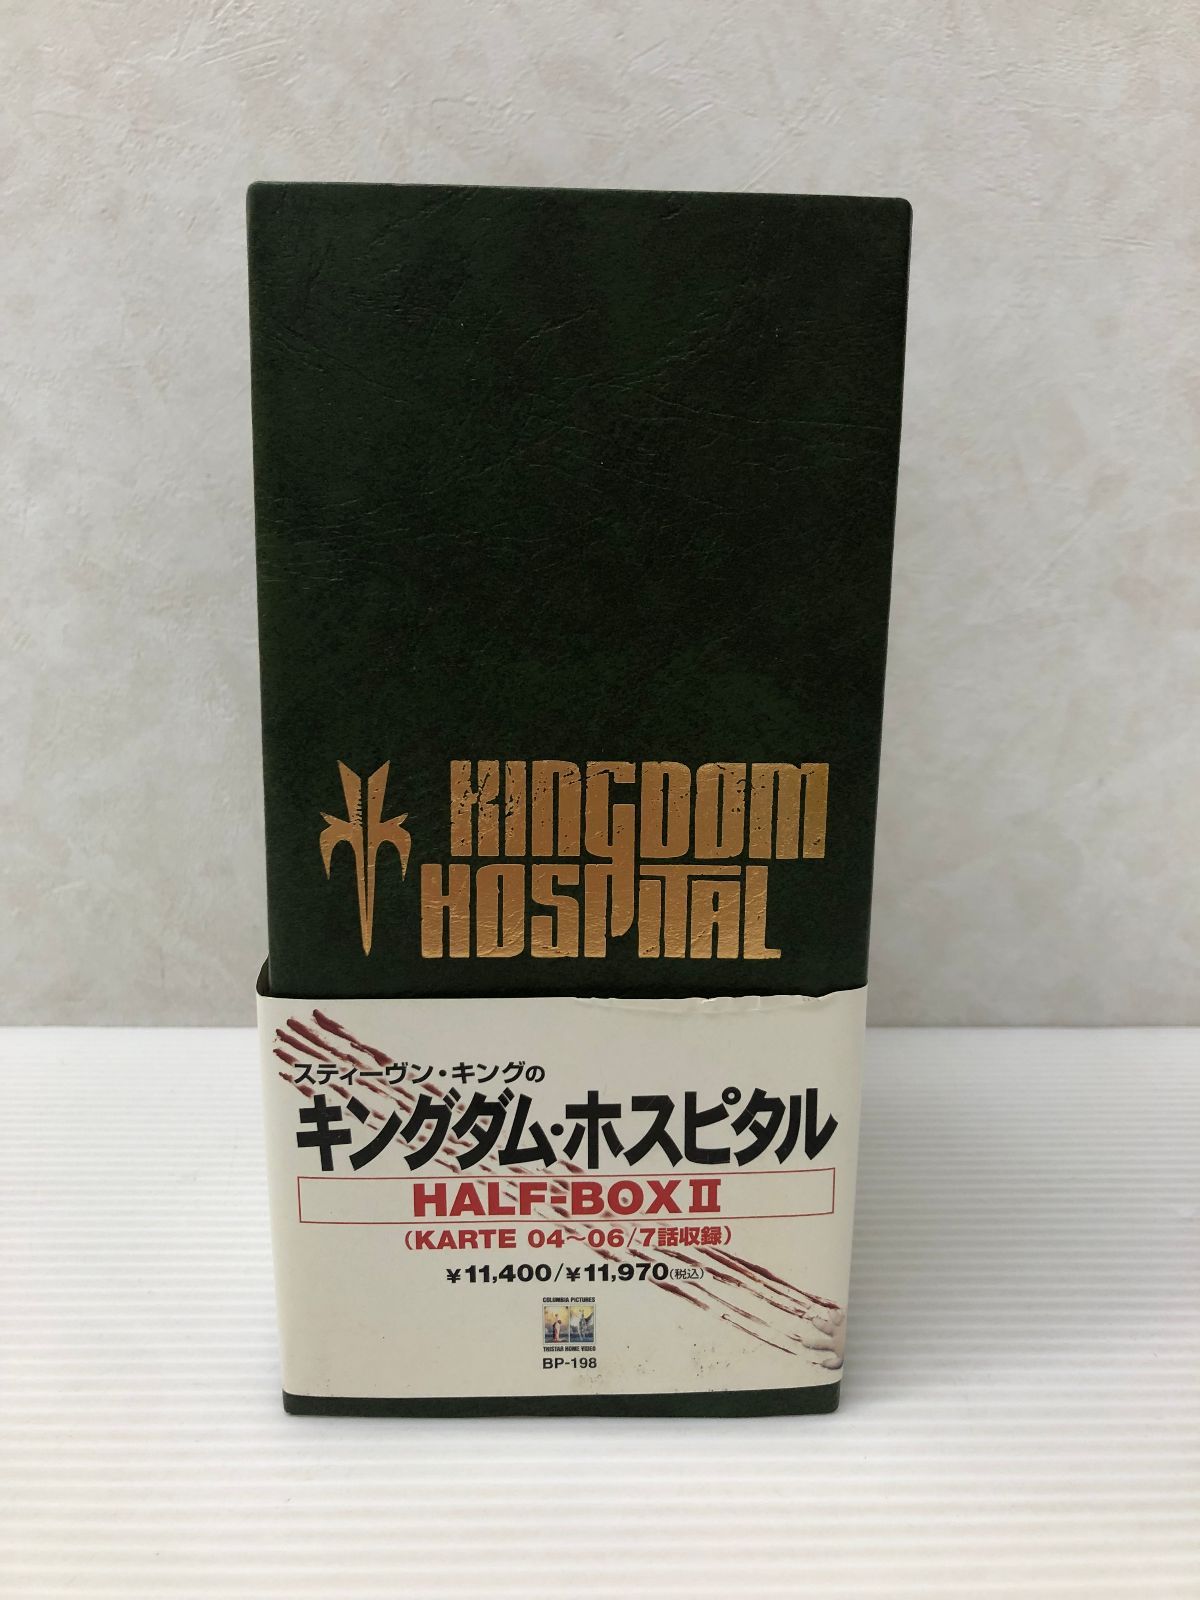 KINGDOM
HOSPITAL
スティーヴン・キングの
キングダム・ホスピタル
HALF-BOX II
(KARTE 04〜06/7話収録)
¥11,400/¥11,970(税込)
COLUMBIA PICTURES
TRISTAR HOME VIDEO
BP-198